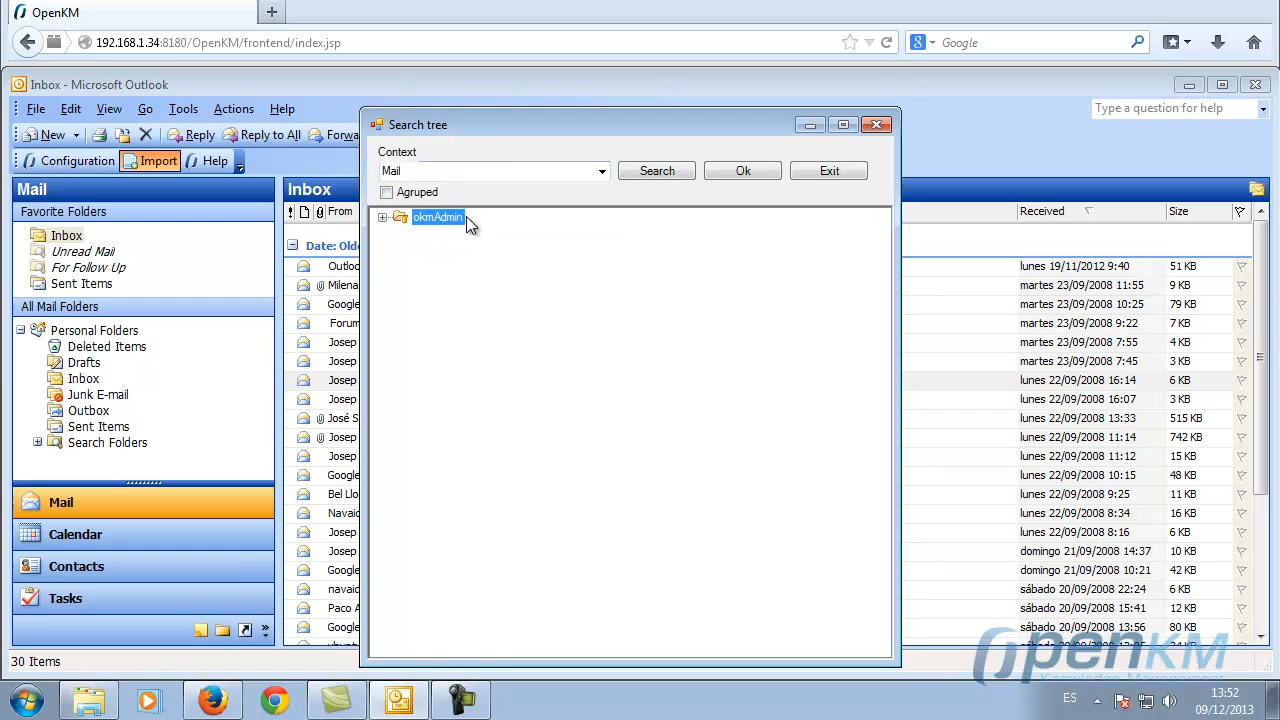 OpenKM
+
192.168.1.34:8180/OpenKM/frontend/index.jsp
Google
Inbox - Microsoft Outlook
File Edit View Go Tools Actions Help
Type a question for help
New Reply Reply to All Forwa
Configuration Import Help
Search tree
Context
Mail
Search Ok Exit
Agruped
okmAdmin
Mail
Favorite Folders
Inbox
Unread Mail
For Follow Up
Sent Items
All Mail Folders
Personal Folders
Deleted Items
Drafts
Inbox
Junk E-mail
Outbox
Sent Items
Search Folders
Mail
Calendar
Contacts
Tasks
Inbox
From Received Size
Date: Olde
Outloo lunes 19/11/2012 9:40 51 KB
Milena martes 23/09/2008 11:55 9 KB
Google martes 23/09/2008 10:25 79 KB
Forum martes 23/09/2008 9:22 7 KB
Josep martes 23/09/2008 7:55 4 KB
Josep martes 23/09/2008 7:45 3 KB
Josep lunes 22/09/2008 16:14 6 KB
Josep lunes 22/09/2008 16:07 3 KB
José S lunes 22/09/2008 13:33 515 KB
Josep lunes 22/09/2008 11:14 742 KB
Josep lunes 22/09/2008 11:12 15 KB
Google lunes 22/09/2008 10:15 48 KB
Bel Llo lunes 22/09/2008 9:25 11 KB
Navaid lunes 22/09/2008 8:34 16 KB
Josep lunes 22/09/2008 8:16 6 KB
Josep domingo 21/09/2008 14:37 10 KB
Google domingo 21/09/2008 10:21 42 KB
navaid sábado 20/09/2008 22:24 6 KB
Paco A sábado 20/09/2008 15:41 12 KB
Google sábado 20/09/2008 13:56 80 KB
30 Items
OpenKM
Knowledge Management
ES
13:52
09/12/2013